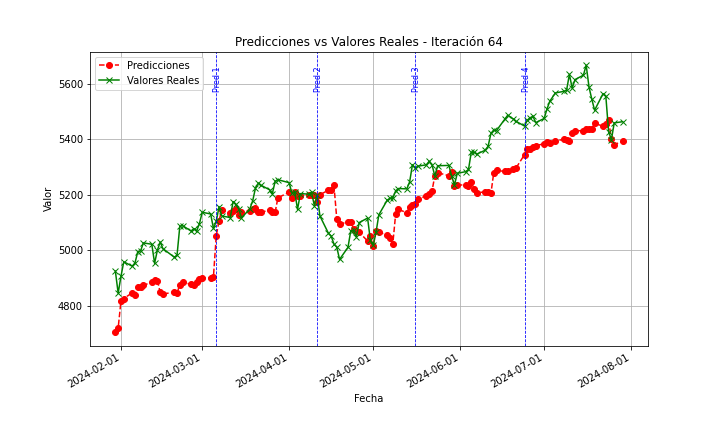 Predicciones vs Valores Reales - Iteración 64
Predicciones
Valores Reales
Pred 1
Pred 2
Pred 3
Pred 4
Valor
5600
5400
5200
5000
4800
2024-02-01
2024-03-01
2024-04-01
2024-05-01
2024-06-01
2024-07-01
2024-08-01
Fecha